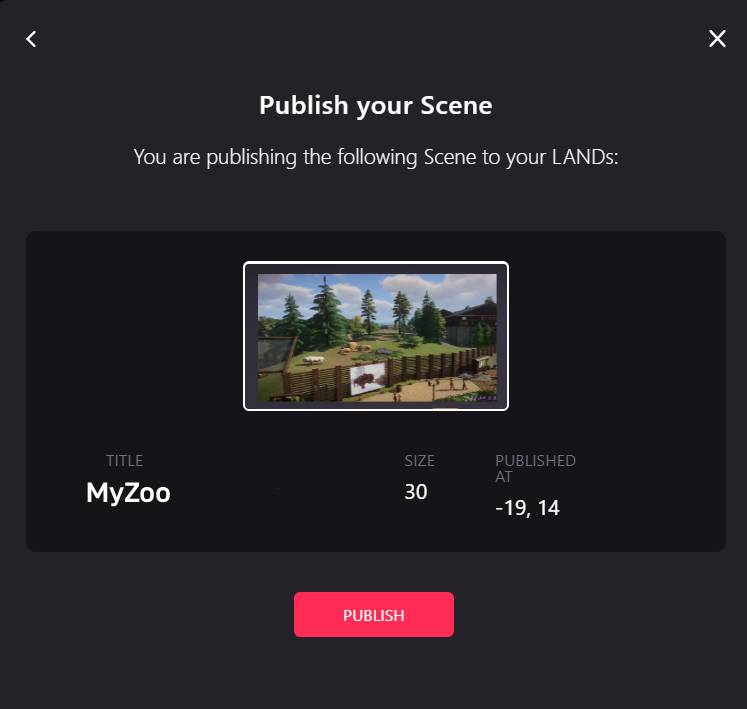 Publish your Scene
You are publishing the following Scene to your LANDs:
TITLE
MyZoo
SIZE
30
PUBLISHED
AT
-19, 14
PUBLISH